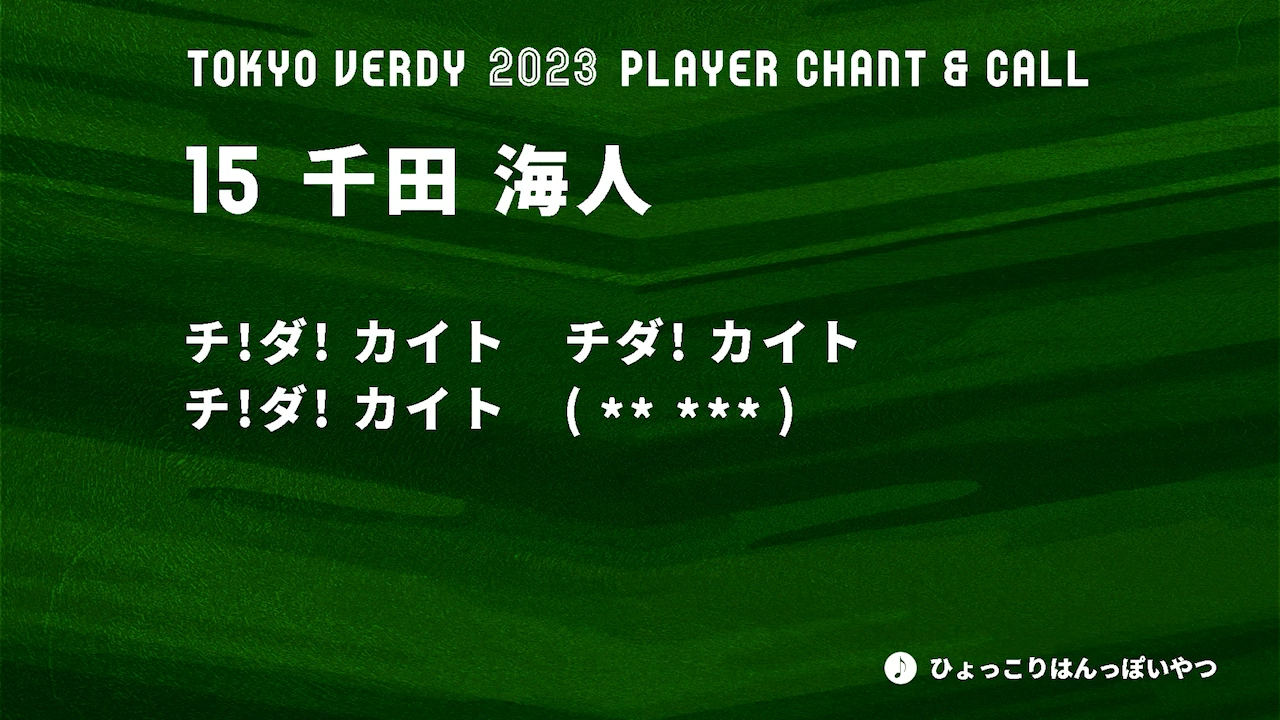 TOKYO VERDY 2023 PLAYER CHANT & CALL
15 千田 海人
チ!ダ! カイト　チダ! カイト
チ!ダ! カイト　( ** *** )
♪ ひょっこりはんっぽいやつ